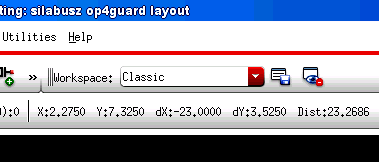 ting: silabusz op4guard layout
Utilities Help
» Workspace: Classic
):0 X:2.2750 Y:7.3250 dX:-23.0000 dY:3.5250 Dist:23.2686